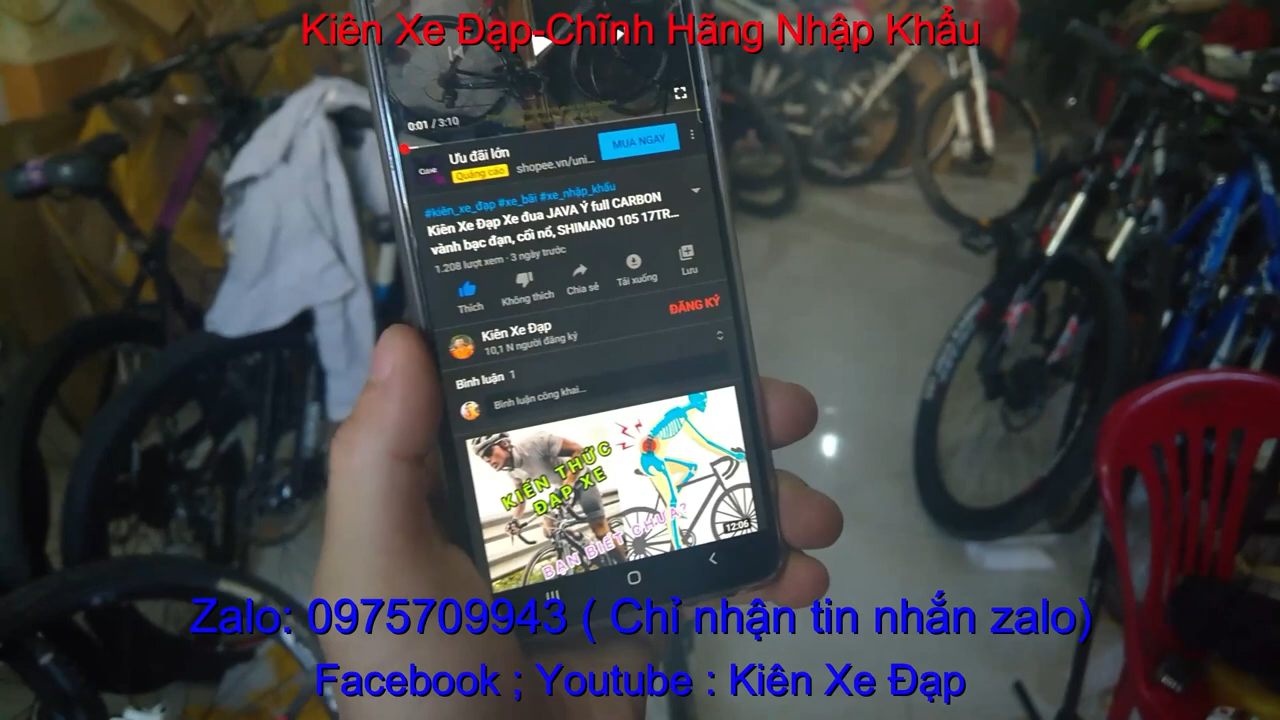 Kiên Xe Đạp-Chĩnh Hãng Nhập Khẩu
0:01 / 3:10
Ưu đãi lớn
MUA NGAY
Quảng cáo shopee.vn/uni...
#kiên_xe_đạp #xe_bãi #xe_nhập_khẩu
Kiên Xe Đạp Xe đua JAVA Ý full CARBON
vành bạc đạn, cối nổ, SHIMANO 105 17TR...
1.208 lượt xem · 3 ngày trước
Thích Không thích Chia sẻ Tải xuống Lưu
Kiên Xe Đạp
10,1 N người đăng ký
ĐĂNG KÝ
Bình luận 1
Bình luận công khai...
KIẾN THỨC
ĐẠP XE
BẠN BIẾT CHƯA?
12:06
Zalo: 0975709943 ( Chỉ nhận tin nhắn zalo)
Facebook ; Youtube : Kiên Xe Đạp